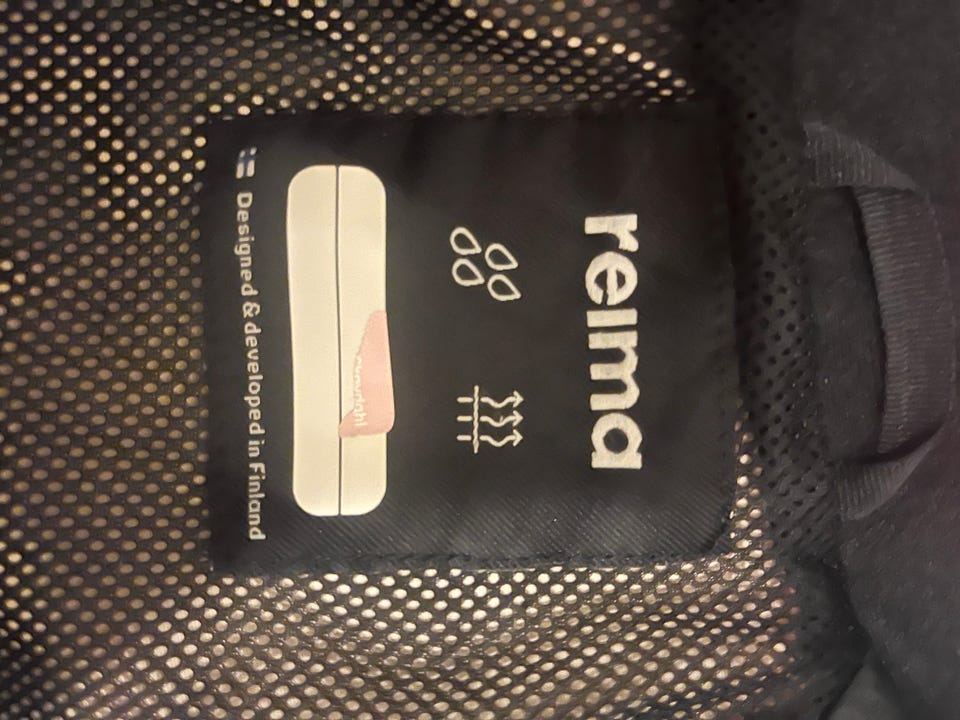 reima
Designed & developed in Finland